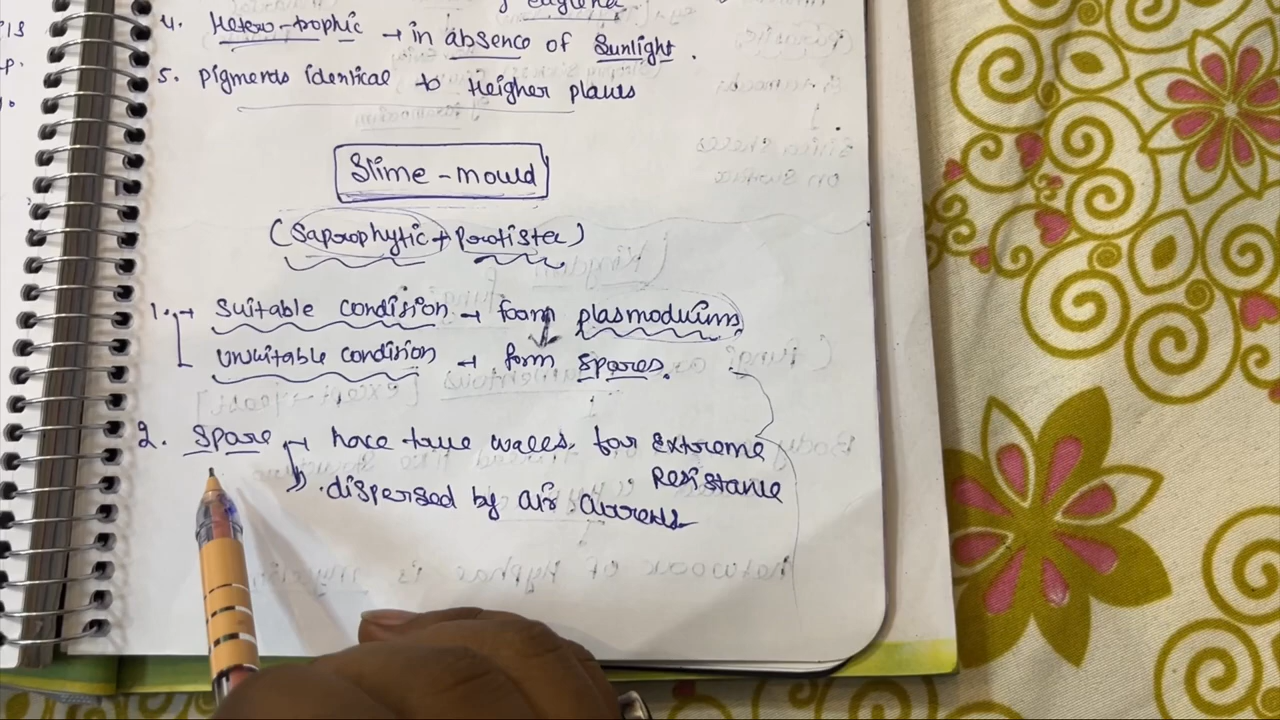 4. Hetero-trophic → in absence of Sunlight.
5. pigments identical to Heigher plants
Slime-mould
(Saprophytic + protista)
1. → Suitable condition → form plasmodium
unsuitable condition → form spores.
2. Spore → have true walls for Extreme
Resistance
→ dispersed by air currents